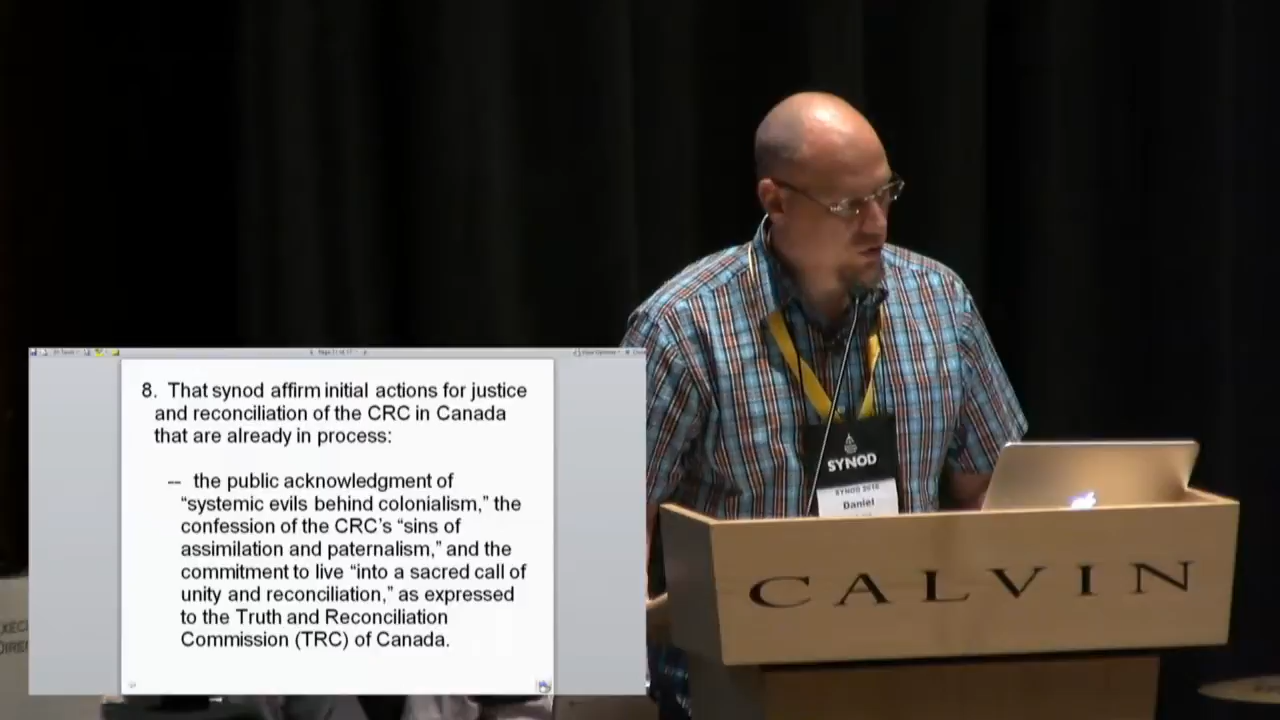 8. That synod affirm initial actions for justice
and reconciliation of the CRC in Canada
that are already in process:
-- the public acknowledgment of
“systemic evils behind colonialism,” the
confession of the CRC’s “sins of
assimilation and paternalism,” and the
commitment to live “into a sacred call of
unity and reconciliation,” as expressed
to the Truth and Reconciliation
Commission (TRC) of Canada.
SYNOD
SYNOD 2016
Daniel
CALVIN